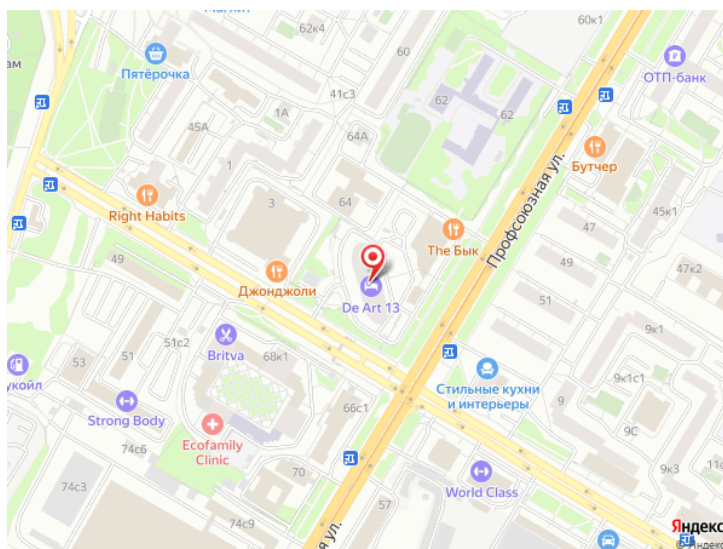 62к4
60
60к1
Пятёрочка
ОТП-банк
41с3
62
62
1А
45А
64А
Бутчер
1
Профсоюзная ул.
3
64
Right Habits
47
45к1
The Бык
49
49
47к2
Джонджоли
De Art 13
51
51с2
Britva
68к1
9к1
51
53
57
9к1с1
Стильные кухни
и интерьеры
Strong Body
66с1
9С
Ecofamily
Clinic
74с6
70
9к3
74с3
World Class
74с9
Яндекс
© Яндекс